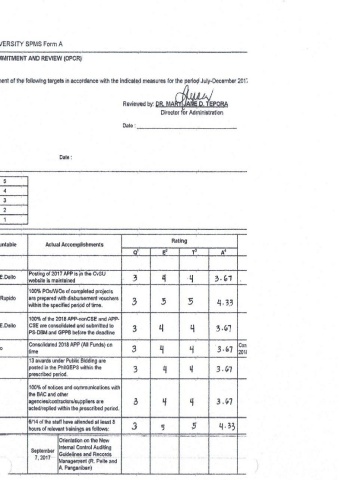 VERSITY SPMS Form A
MMITMENT AND REVIEW (OPCR)
ment of the following targets in accordance with the indicated measures for the period July-December 2017
Reviewed by: DR. MARY JANE D. TEPORA
Director for Administration
Date :
Date :
5
4
3
2
1
untable Actual Accomplishments Rating
Q¹ E² T³ A⁴
E.Dello Posting of 2017 APP is in the CvSU
website is maintained 3 4 4 3.67
Rupido 100% POs/WOs of completed projects
are prepared with disbursement vouchers
within the specified period of time. 3 5 5 4.33
E.Dello 100% of the 2018 APP-nonCSE and APP-
CSE are consolidated and submitted to
PS-DBM and GPPB before the deadline 3 4 4 3.67
o Consolidated 2018 APP (All Funds) on
time 3 4 4 3.67 Con
2018
13 awards under Public Bidding are
posted in the PhilGEPS within the
prescribed period. 3 4 4 3.67
100% of notices and communications with
the BAC and other
agencies/contractors/suppliers are
acted/replied within the prescribed period. 3 4 4 3.67
6/14 of the staff have attended at least 8
hours of relevant trainings as follows: 3 5 5 4.33
September
7, 2017 Orientation on the New
Internal Control Auditing
Guidelines and Records
Management (R. Pelle and
A. Panganiban)